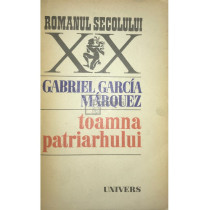 ROMANUL SECOLULUI
XX
GABRIEL GARCÍA
MÁRQUEZ
toamna
patriarhului
UNIVERS